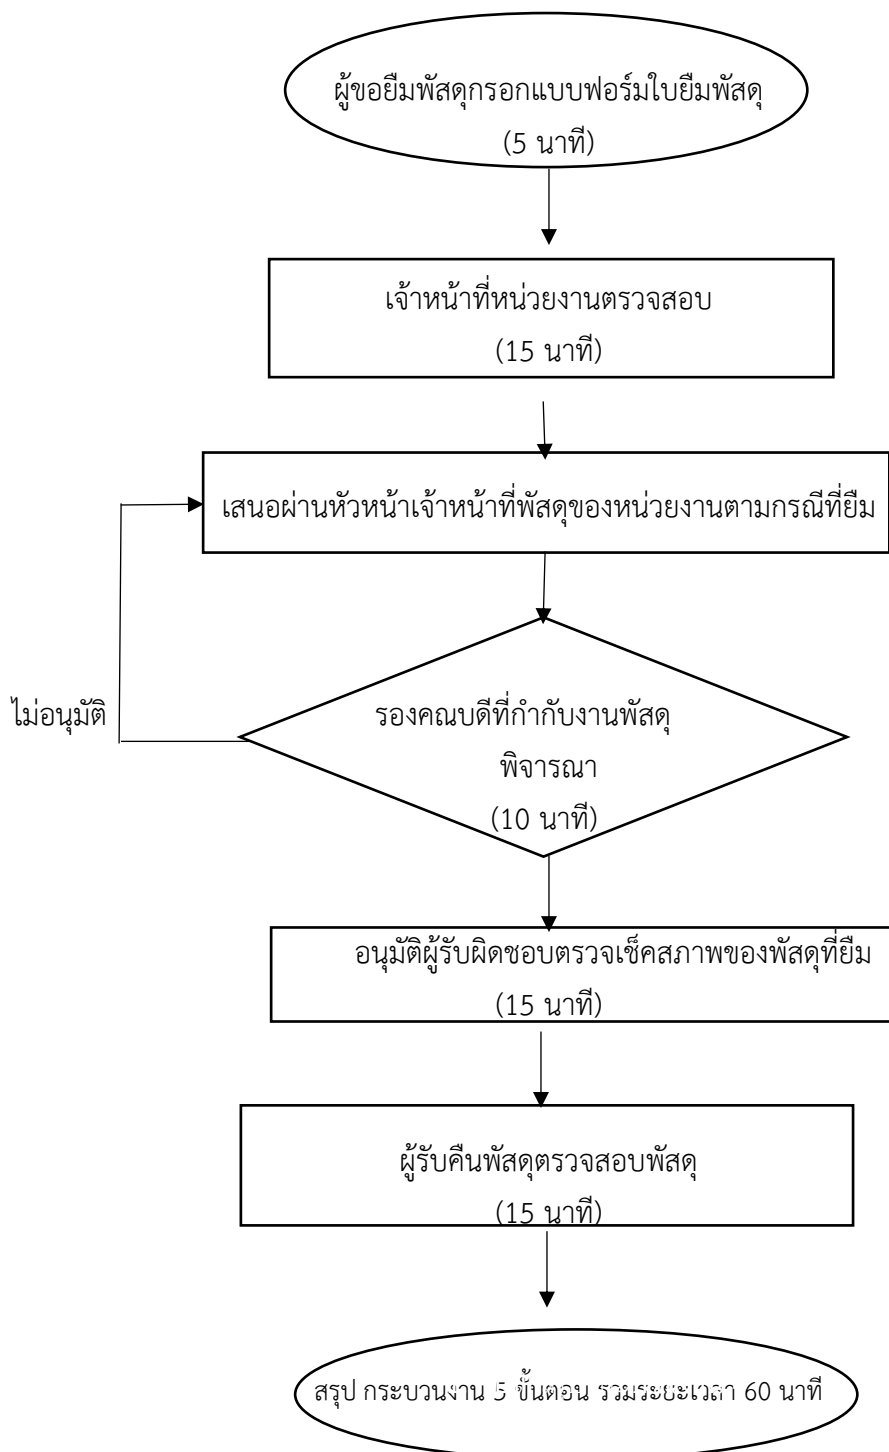 ผู้ขอยืมพัสดุกรอกแบบฟอร์มใบยืมพัสดุ
(5 นาที)
เจ้าหน้าที่หน่วยงานตรวจสอบ
(15 นาที)
เสนอผ่านหัวหน้าเจ้าหน้าที่พัสดุของหน่วยงานตามกรณีที่ยืม
ไม่อนุมัติ
รองคณบดีที่กำกับงานพัสดุ
พิจารณา
(10 นาที)
อนุมัติผู้รับผิดชอบตรวจเช็คสภาพของพัสดุที่ยืม
(15 นาที)
ผู้รับคืนพัสดุตรวจสอบพัสดุ
(15 นาที)
สรุป กระบวนงาน 5 ขั้นตอน รวมระยะเวลา 60 นาที